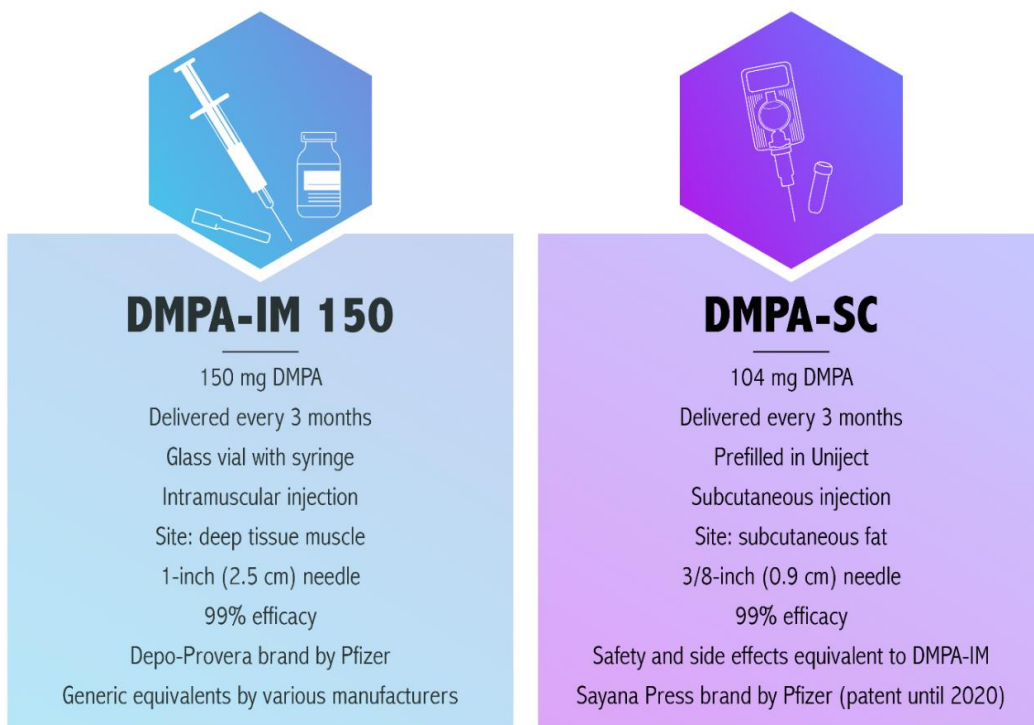 DMPA-IM 150
150 mg DMPA
Delivered every 3 months
Glass vial with syringe
Intramuscular injection
Site: deep tissue muscle
1-inch (2.5 cm) needle
99% efficacy
Depo-Provera brand by Pfizer
Generic equivalents by various manufacturers
DMPA-SC
104 mg DMPA
Delivered every 3 months
Prefilled in Uniject
Subcutaneous injection
Site: subcutaneous fat
3/8-inch (0.9 cm) needle
99% efficacy
Safety and side effects equivalent to DMPA-IM
Sayana Press brand by Pfizer (patent until 2020)